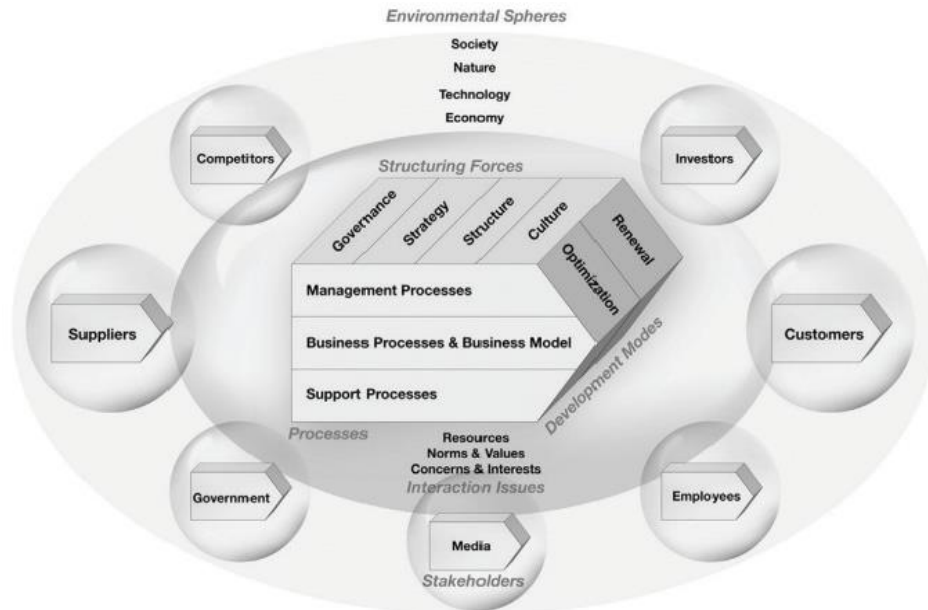 Environmental Spheres
Society
Nature
Technology
Economy
Competitors
Investors
Structuring Forces
Governance
Strategy
Structure
Culture
Renewal
Optimization
Management Processes
Suppliers
Business Processes & Business Model
Customers
Support Processes
Development Modes
Processes
Resources
Norms & Values
Concerns & Interests
Interaction Issues
Government
Employees
Media
Stakeholders